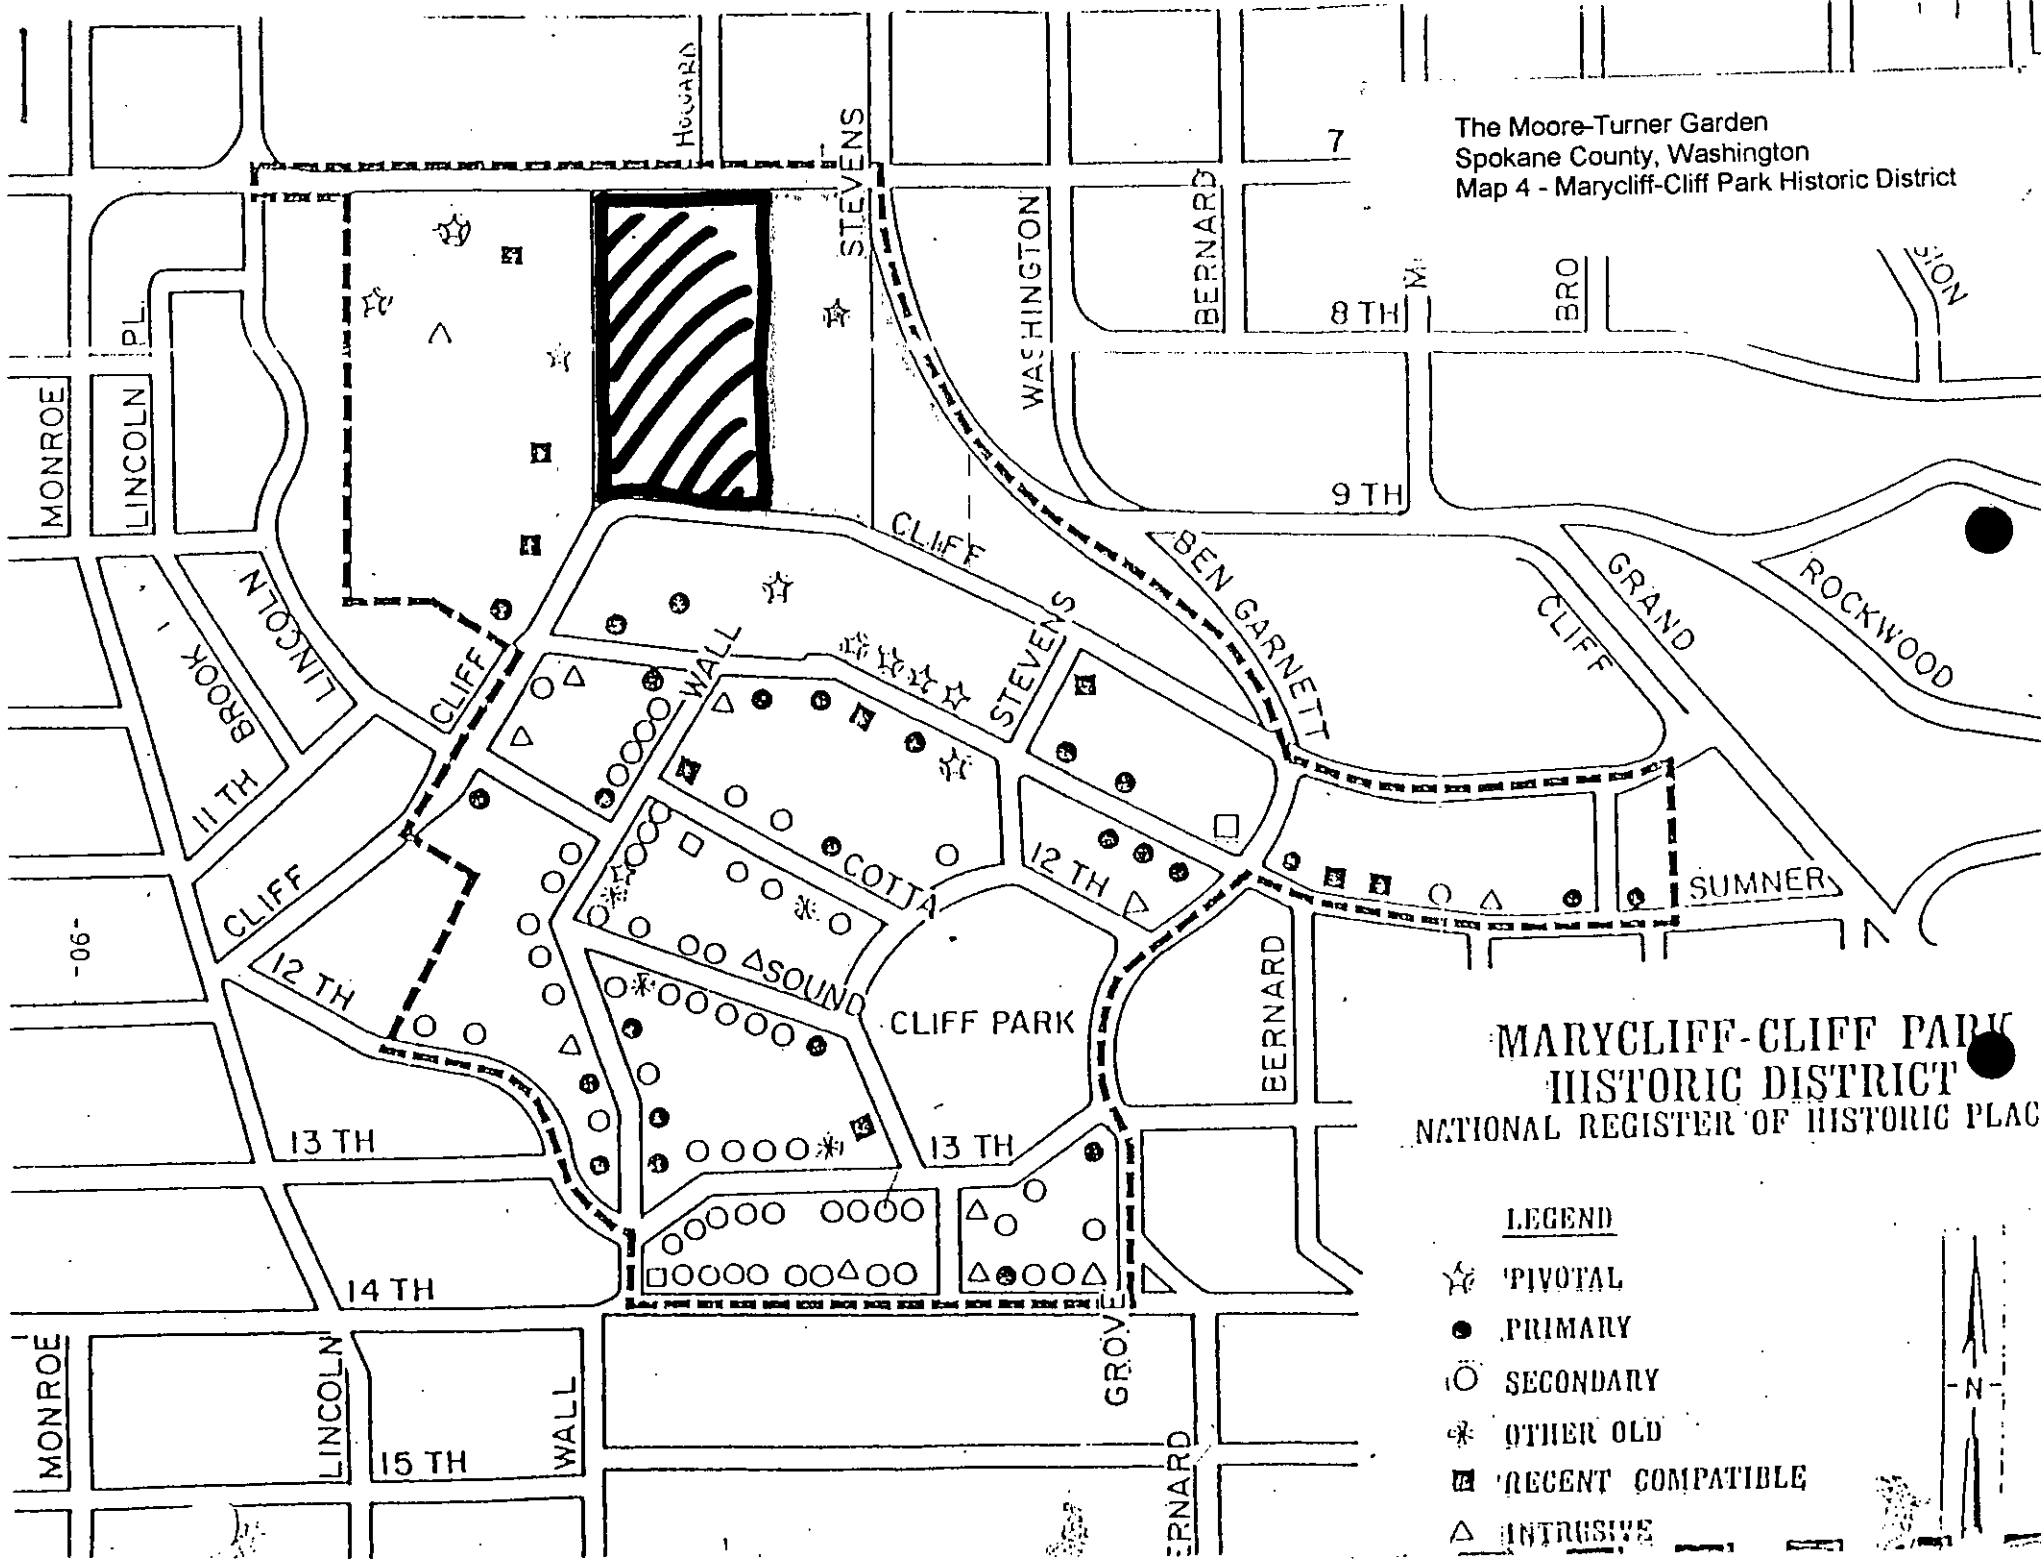 The Moore-Turner Garden
Spokane County, Washington
Map 4 - Marycliff-Cliff Park Historic District
HOWARD
STEVENS
7
WASHINGTON
BERNARD
8 TH
M
BRO
SION
PL
MONROE
LINCOLN
9 TH
CLIFF
BEN GARNETT
GRAND
ROCKWOOD
CLIFF
LINCOLN
BROOK
CLIFF
WALL
STEVENS
11 TH
CLIFF
12 TH
COTTA
12 TH
SUMNER
SOUND
CLIFF PARK
BERNARD
-90-
13 TH
13 TH
14 TH
MONROE
LINCOLN
WALL
15 TH
GROVE
ERNARD
MARYCLIFF-CLIFF PARK
HISTORIC DISTRICT
NATIONAL REGISTER OF HISTORIC PLAC
LEGEND
PIVOTAL
PRIMARY
SECONDARY
OTHER OLD
RECENT COMPATIBLE
INTRUSIVE
N